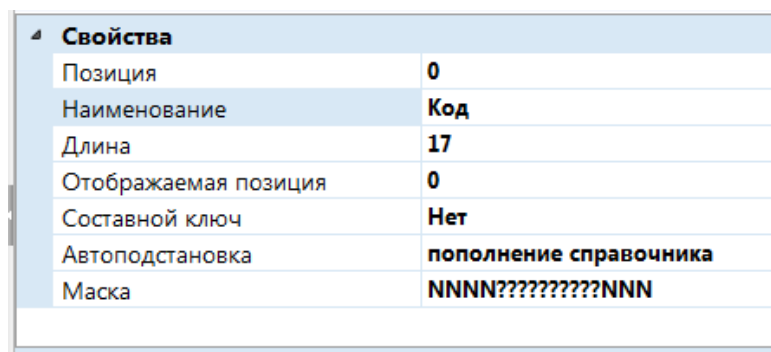 Свойства
Позиция 0
Наименование Код
Длина 17
Отображаемая позиция 0
Составной ключ Нет
Автоподстановка пополнение справочника
Маска NNNN??????????NNN